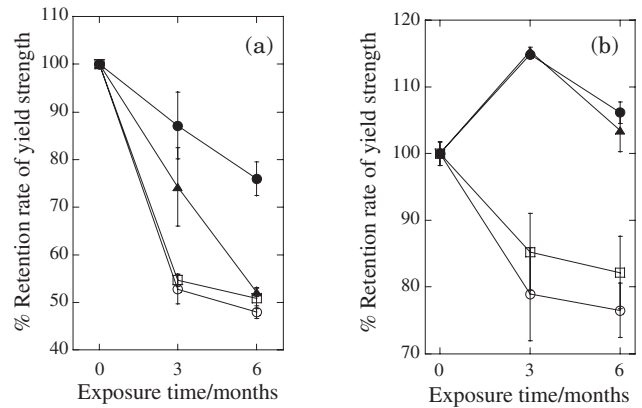 (a)
% Retention rate of yield strength
100
90
80
70
60
50
40
0 3 6
Exposure time/months
(b)
% Retention rate of yield strength
120
110
100
90
80
70
0 3 6
Exposure time/months